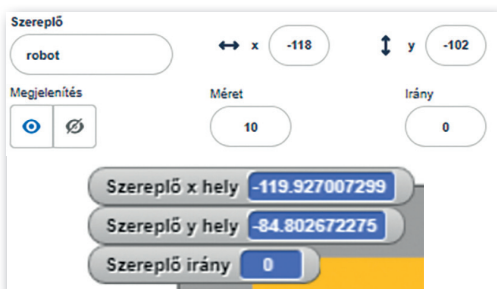 Szereplő
robot
x -118
y -102
Megjelenítés
Méret
Irány
10
0
Szereplő x hely -119.927007299
Szereplő y hely -84.802672275
Szereplő irány 0